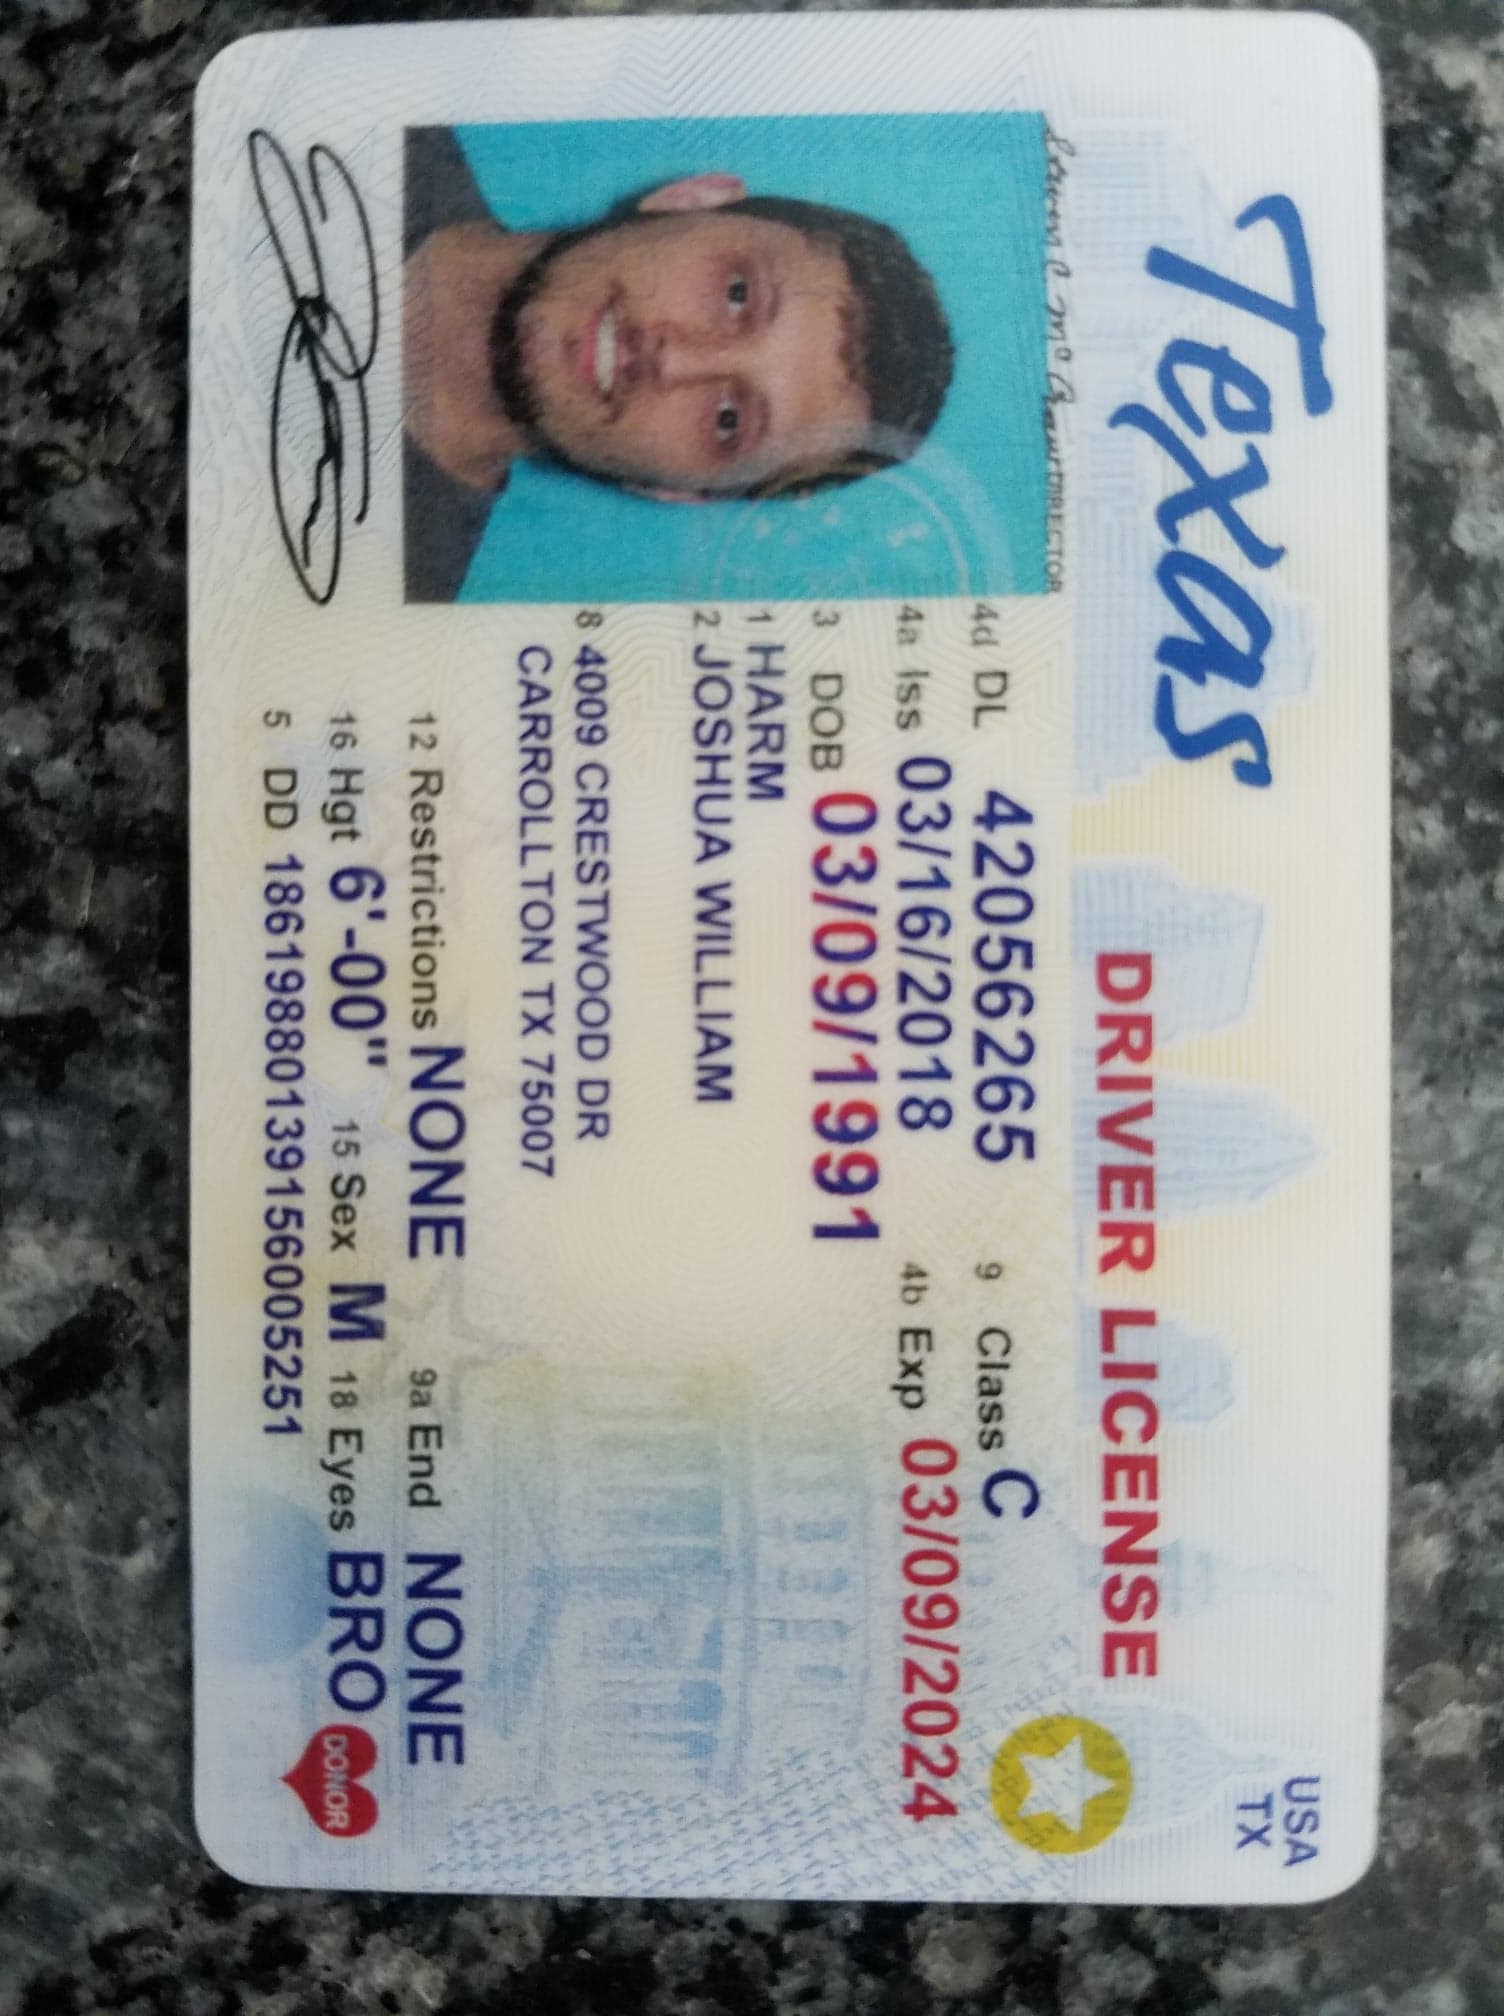 Texas
USA
TX
DRIVER LICENSE
DIRECTOR
4d DL 42056265 9 Class C
4a Iss 03/16/2018 4b Exp 03/09/2024
3 DOB 03/09/1991
1 HARM
2 JOSHUA WILLIAM
8 4009 CRESTWOOD DR
CARROLLTON TX 75007
12 Restrictions NONE 9a End NONE
16 Hgt 6'-00" 15 Sex M 18 Eyes BRO
5 DD 18619880139156005251
DONOR